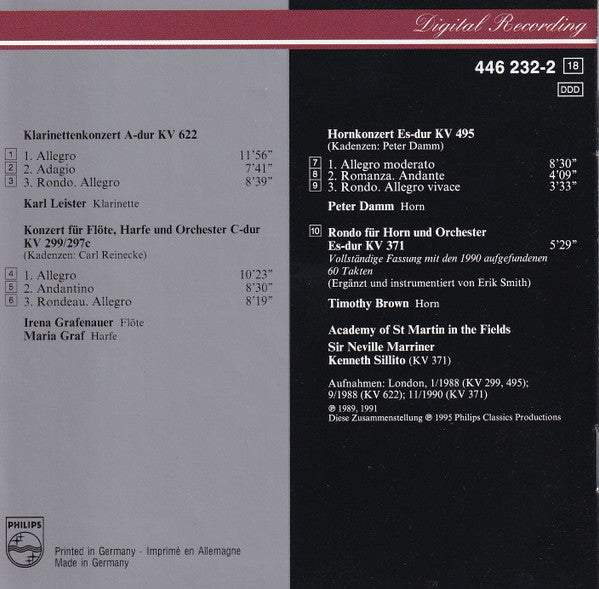 Digital Recording
446 232-2 18
DDD
Klarinettenkonzert A-dur KV 622
1 1. Allegro 11'56"
2 2. Adagio 7'41"
3 3. Rondo. Allegro 8'39"
Karl Leister Klarinette
Konzert für Flöte, Harfe und Orchester C-dur
KV 299/297c
(Kadenzen: Carl Reinecke)
4 1. Allegro 10'23"
5 2. Andantino 8'30"
6 3. Rondeau. Allegro 8'19"
Irena Grafenauer Flöte
Maria Graf Harfe
Hornkonzert Es-dur KV 495
(Kadenzen: Peter Damm)
7 1. Allegro moderato 8'30"
8 2. Romanza. Andante 4'09"
9 3. Rondo. Allegro vivace 3'33"
Peter Damm Horn
10 Rondo für Horn und Orchester
Es-dur KV 371 5'29"
Vollständige Fassung mit den 1990 aufgefundenen
60 Takten
(Ergänzt und instrumentiert von Erik Smith)
Timothy Brown Horn
Academy of St Martin in the Fields
Sir Neville Marriner
Kenneth Sillito (KV 371)
Aufnahmen: London, 1/1988 (KV 299, 495);
9/1988 (KV 622); 11/1990 (KV 371)
℗ 1989, 1991
Diese Zusammenstellung ℗ 1995 Philips Classics Productions
PHILIPS
Printed in Germany - Imprimé en Allemagne
Made in Germany